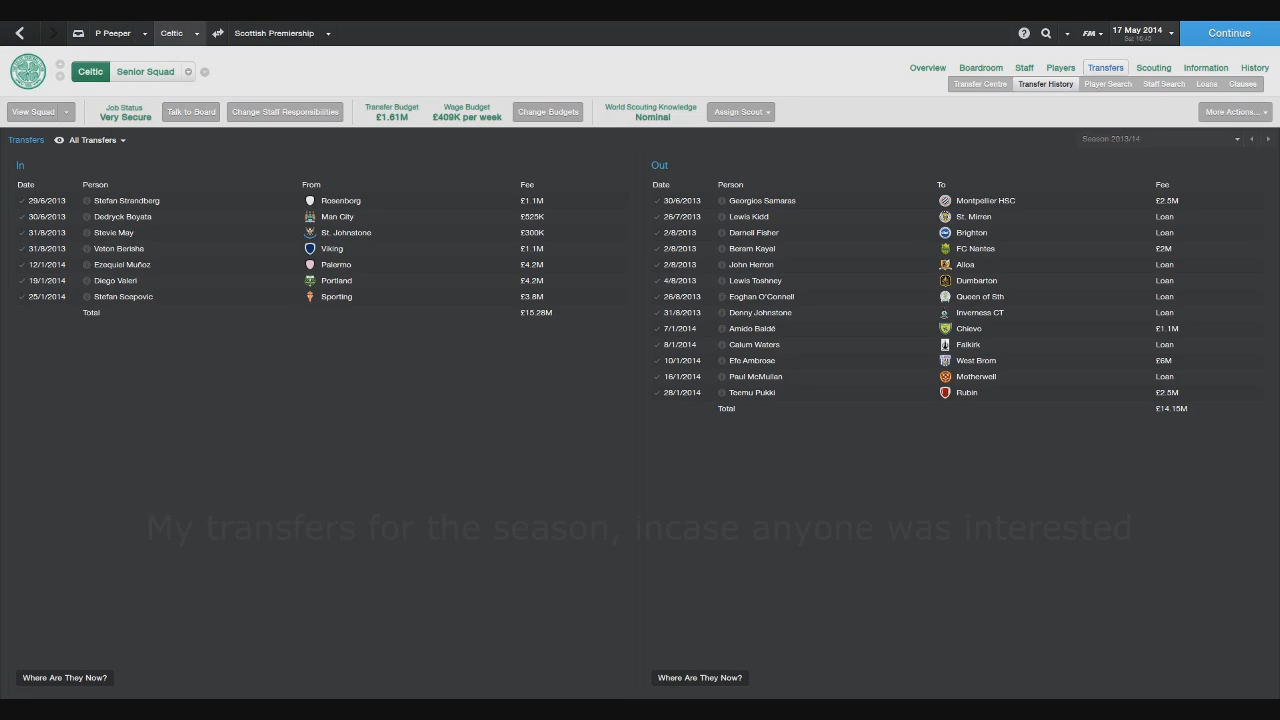 P Peeper Celtic Scottish Premiership FM 17 May 2014 Continue
Sat 16:45
Celtic Senior Squad Overview Boardroom Staff Players Transfers Scouting Information History
Transfer Centre Transfer History Player Search Staff Search Loans Clauses
View Squad Job Status Very Secure Talk to Board Change Staff Responsibilities Transfer Budget £1.61M Wage Budget £409K per week Change Budgets World Scouting Knowledge Nominal Assign Scout More Actions...
Transfers All Transfers Season 2013/14
In
Date Person From Fee
29/6/2013 Stefan Strandberg Rosenborg £1.1M
30/6/2013 Dedryck Boyata Man City £525K
31/8/2013 Stevie May St. Johnstone £300K
31/8/2013 Veton Berisha Viking £1.1M
12/1/2014 Ezequiel Muñoz Palermo £4.2M
19/1/2014 Diego Valeri Portland £4.2M
25/1/2014 Stefan Scepovic Sporting £3.8M
Total £15.28M
Out
Date Person To Fee
30/6/2013 Georgios Samaras Montpellier HSC £2.5M
26/7/2013 Lewis Kidd St. Mirren Loan
2/8/2013 Darnell Fisher Brighton Loan
2/8/2013 Beram Kayal FC Nantes £2M
2/8/2013 John Herron Alloa Loan
4/8/2013 Lewis Toshney Dumbarton Loan
26/8/2013 Eoghan O'Connell Queen of Sth Loan
31/8/2013 Denny Johnstone Inverness CT Loan
7/1/2014 Amido Baldé Chievo £1.1M
8/1/2014 Calum Waters Falkirk Loan
10/1/2014 Efe Ambrose West Brom £6M
16/1/2014 Paul McMullan Motherwell Loan
28/1/2014 Teemu Pukki Rubin £2.5M
Total £14.15M
My transfers for the season, incase anyone was interested
Where Are They Now? Where Are They Now?